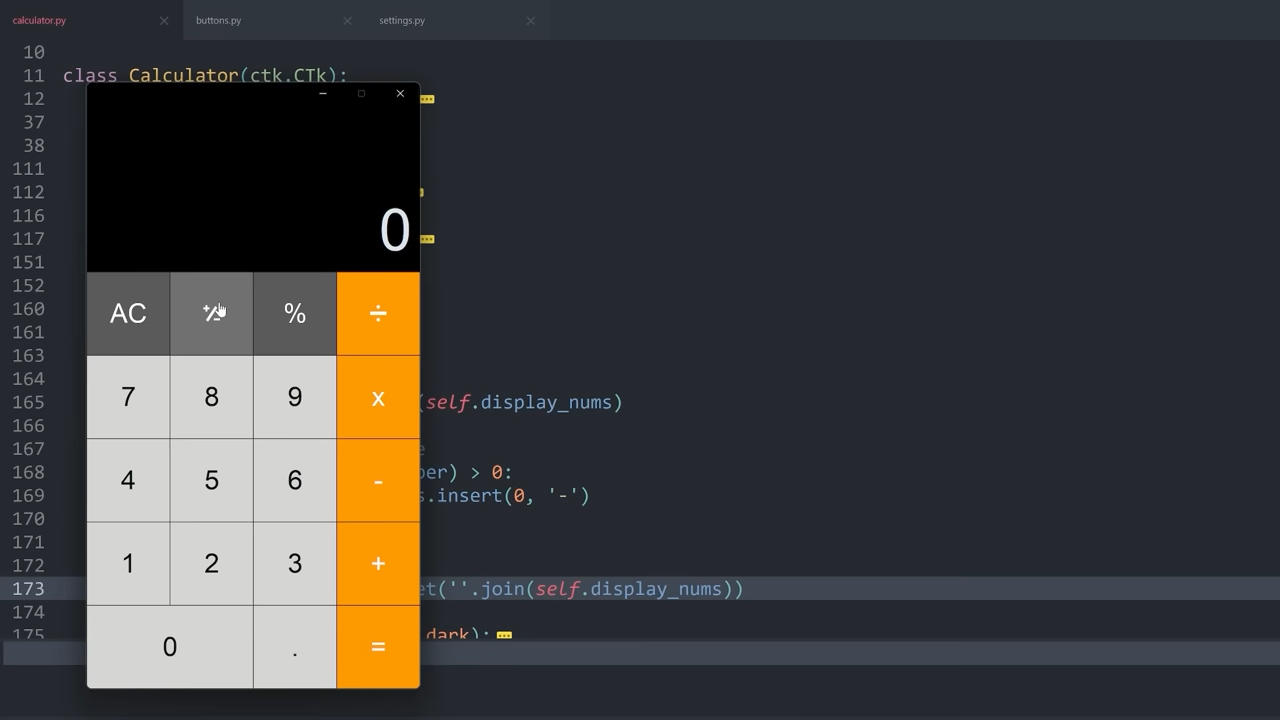 calculator.py
buttons.py
settings.py
10
11 class Calculator(ctk.CTk):
12
37
38
111
112
116
117
151
152
160
161
163
164
165 (self.display_nums)
166
167
168 ber) > 0:
169 s.insert(0, '-')
170
171
172
173 et(''.join(self.display_nums))
174
175 dark):
0
AC +/- % ÷
7 8 9 x
4 5 6 -
1 2 3 +
0 . =